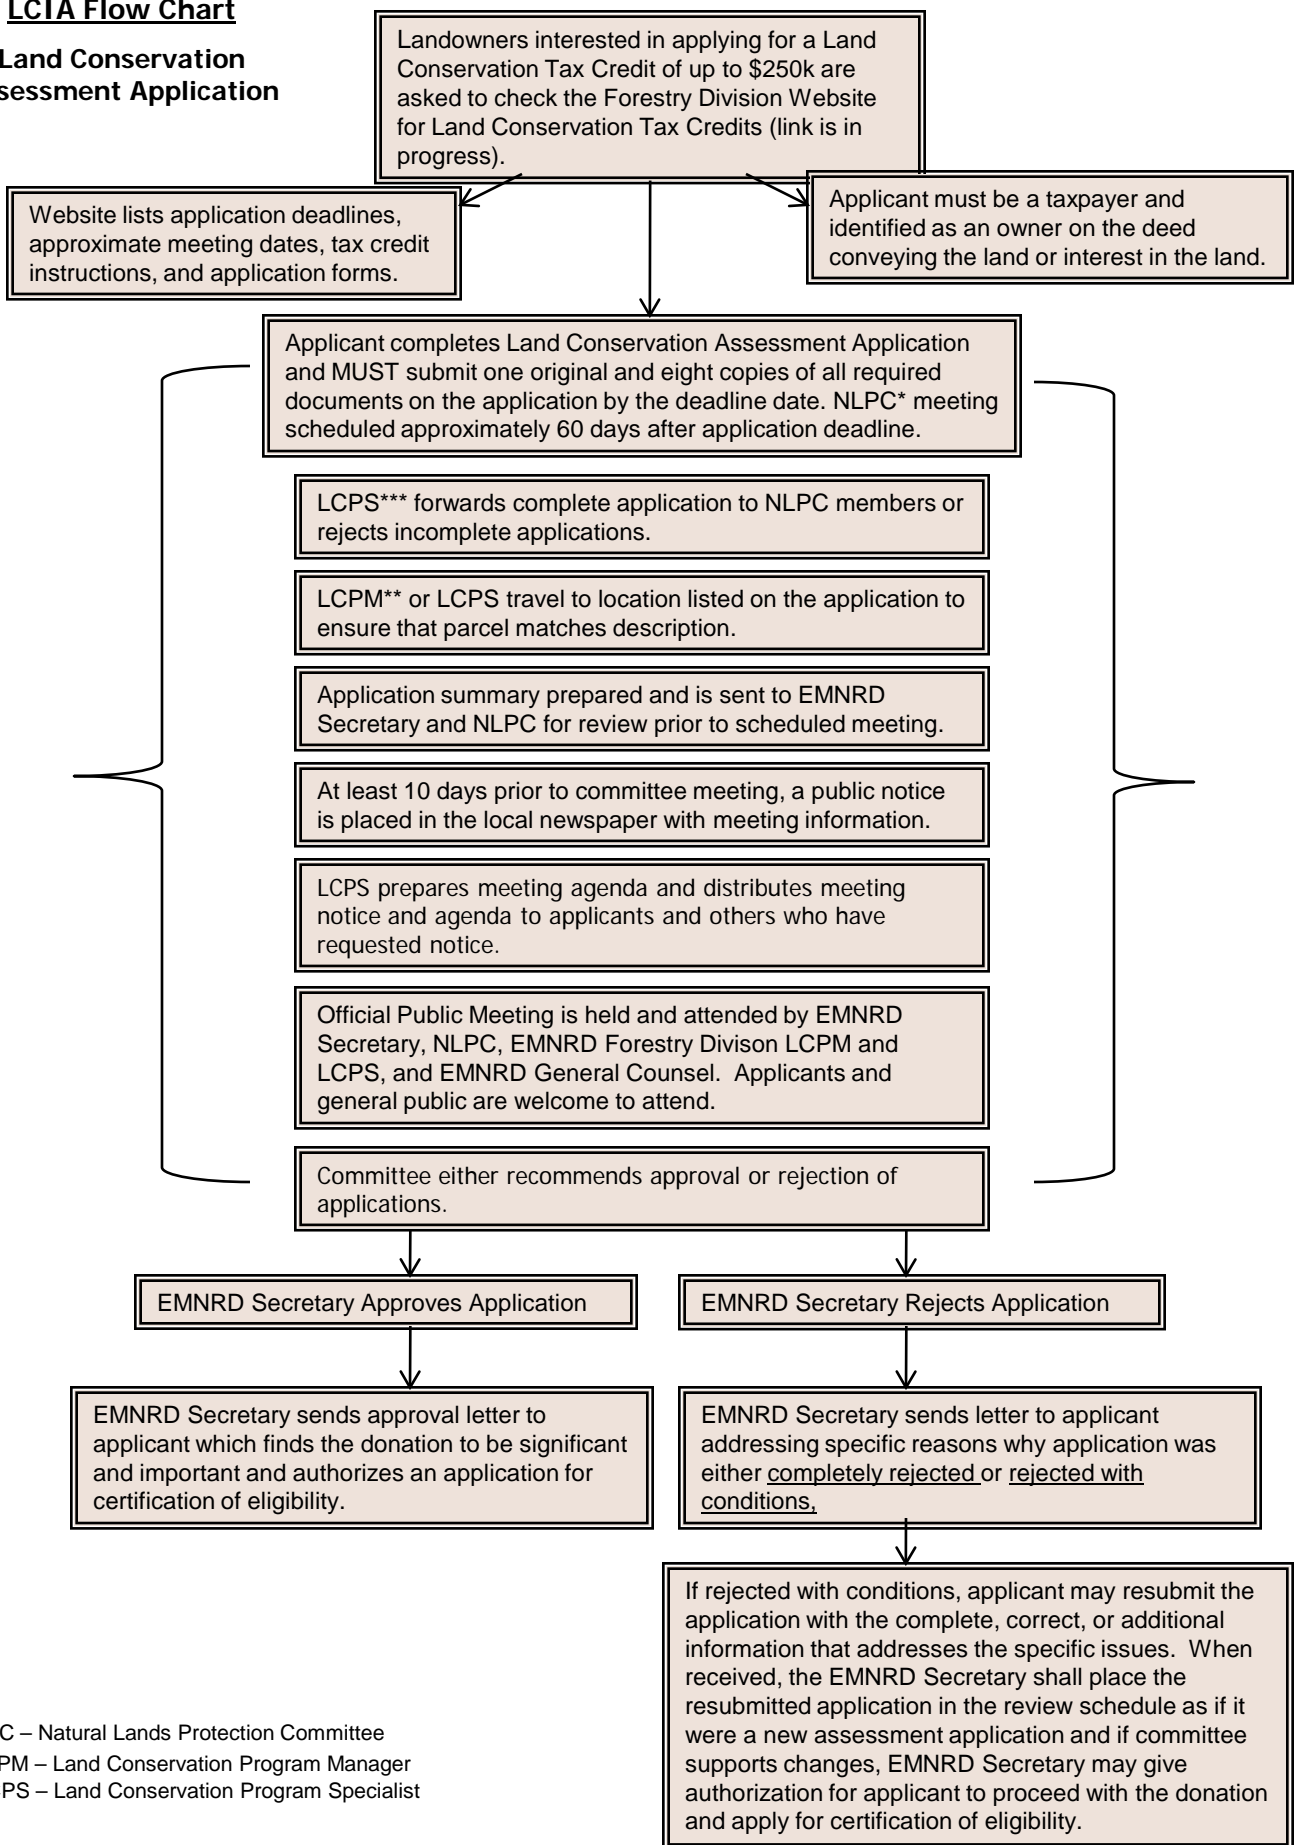 LCTA Flow Chart
Land Conservation
sessment Application
Landowners interested in applying for a Land
Conservation Tax Credit of up to $250k are
asked to check the Forestry Division Website
for Land Conservation Tax Credits (link is in
progress).
Website lists application deadlines,
approximate meeting dates, tax credit
instructions, and application forms.
Applicant must be a taxpayer and
identified as an owner on the deed
conveying the land or interest in the land.
Applicant completes Land Conservation Assessment Application
and MUST submit one original and eight copies of all required
documents on the application by the deadline date. NLPC* meeting
scheduled approximately 60 days after application deadline.
LCPS*** forwards complete application to NLPC members or
rejects incomplete applications.
LCPM** or LCPS travel to location listed on the application to
ensure that parcel matches description.
Application summary prepared and is sent to EMNRD
Secretary and NLPC for review prior to scheduled meeting.
At least 10 days prior to committee meeting, a public notice
is placed in the local newspaper with meeting information.
LCPS prepares meeting agenda and distributes meeting
notice and agenda to applicants and others who have
requested notice.
Official Public Meeting is held and attended by EMNRD
Secretary, NLPC, EMNRD Forestry Divison LCPM and
LCPS, and EMNRD General Counsel. Applicants and
general public are welcome to attend.
Committee either recommends approval or rejection of
applications.
EMNRD Secretary Approves Application
EMNRD Secretary Rejects Application
EMNRD Secretary sends approval letter to
applicant which finds the donation to be significant
and important and authorizes an application for
certification of eligibility.
EMNRD Secretary sends letter to applicant
addressing specific reasons why application was
either completely rejected or rejected with
conditions,
If rejected with conditions, applicant may resubmit the
application with the complete, correct, or additional
information that addresses the specific issues. When
received, the EMNRD Secretary shall place the
resubmitted application in the review schedule as if it
were a new assessment application and if committee
supports changes, EMNRD Secretary may give
authorization for applicant to proceed with the donation
and apply for certification of eligibility.
C – Natural Lands Protection Committee
PM – Land Conservation Program Manager
PS – Land Conservation Program Specialist